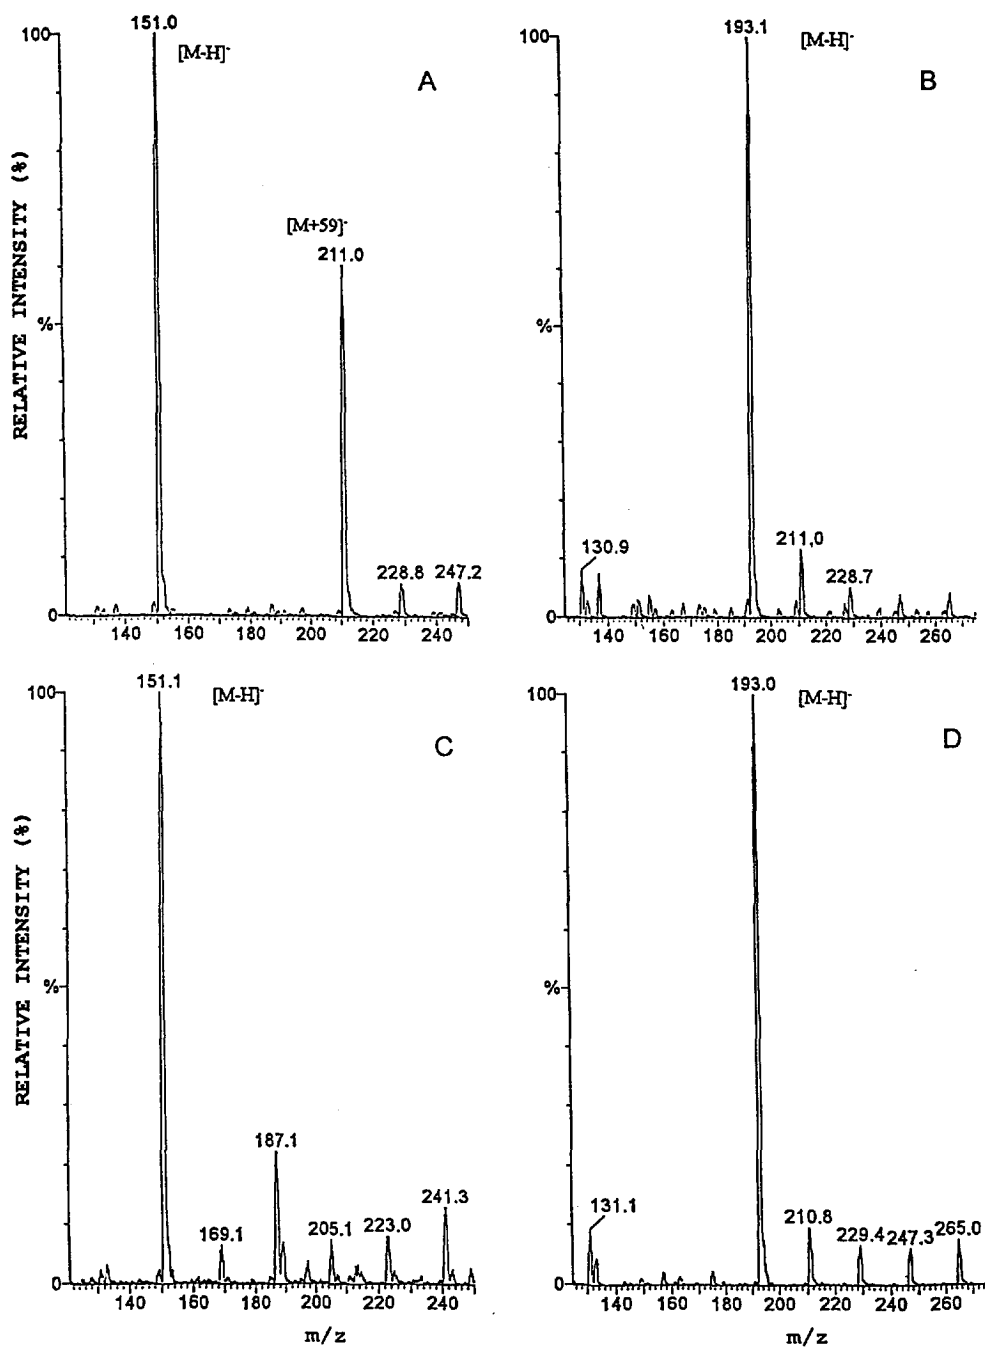 151.0
100
[M-H]-
A
[M+59]-
211.0
%
228.8 247.2
0
140 160 180 200 220 240
RELATIVE INTENSITY (%)
193.1
100
[M-H]-
B
%
130.9
211,0
228.7
0
140 160 180 200 220 240 260
151.1
100
[M-H]-
C
%
187.1
169.1
205.1
223.0
241.3
0
140 160 180 200 220 240
m/z
RELATIVE INTENSITY (%)
193.0
100
[M-H]-
D
%
131.1
210.8
229.4
247.3
265.0
0
140 160 180 200 220 240 260
m/z